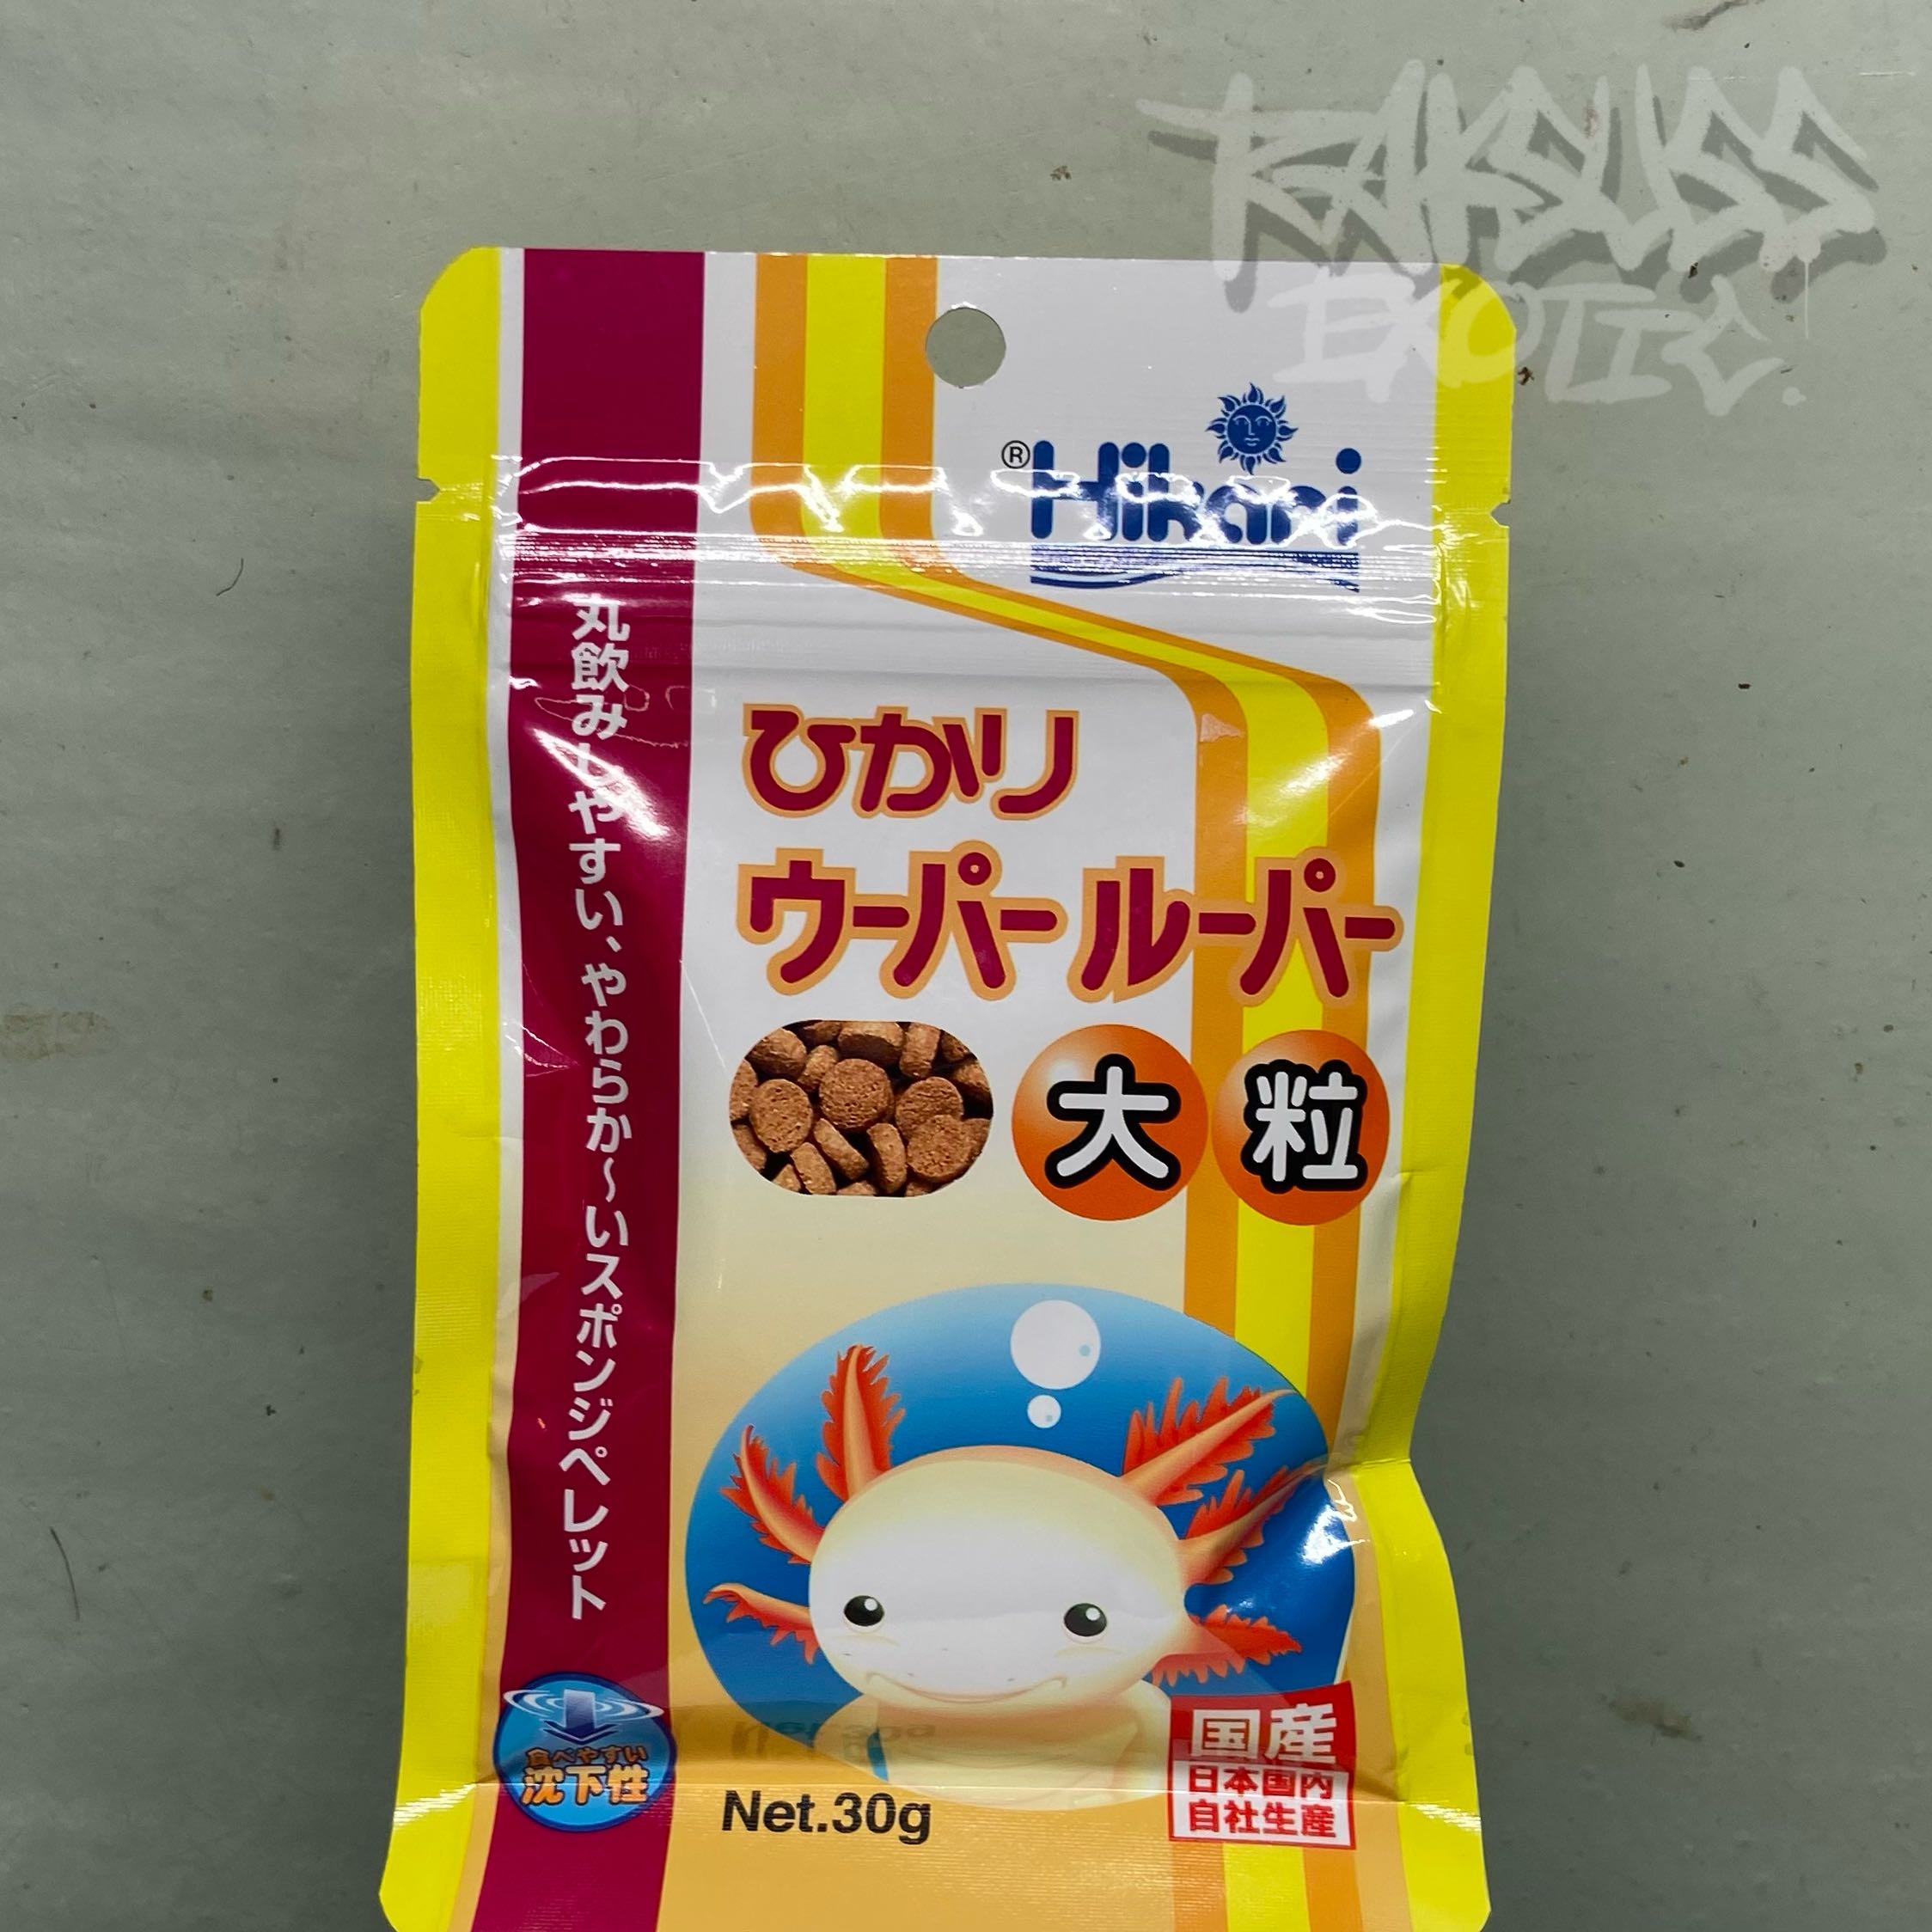 RAKSUSS
EXOTIC.
®Hikari
丸飲みしやすい、やわらか〜いスポンジペレット
ひかり
ウーパールーパー
大粒
国産
日本国内
自社生産
食べやすい
沈下性
Net.30g